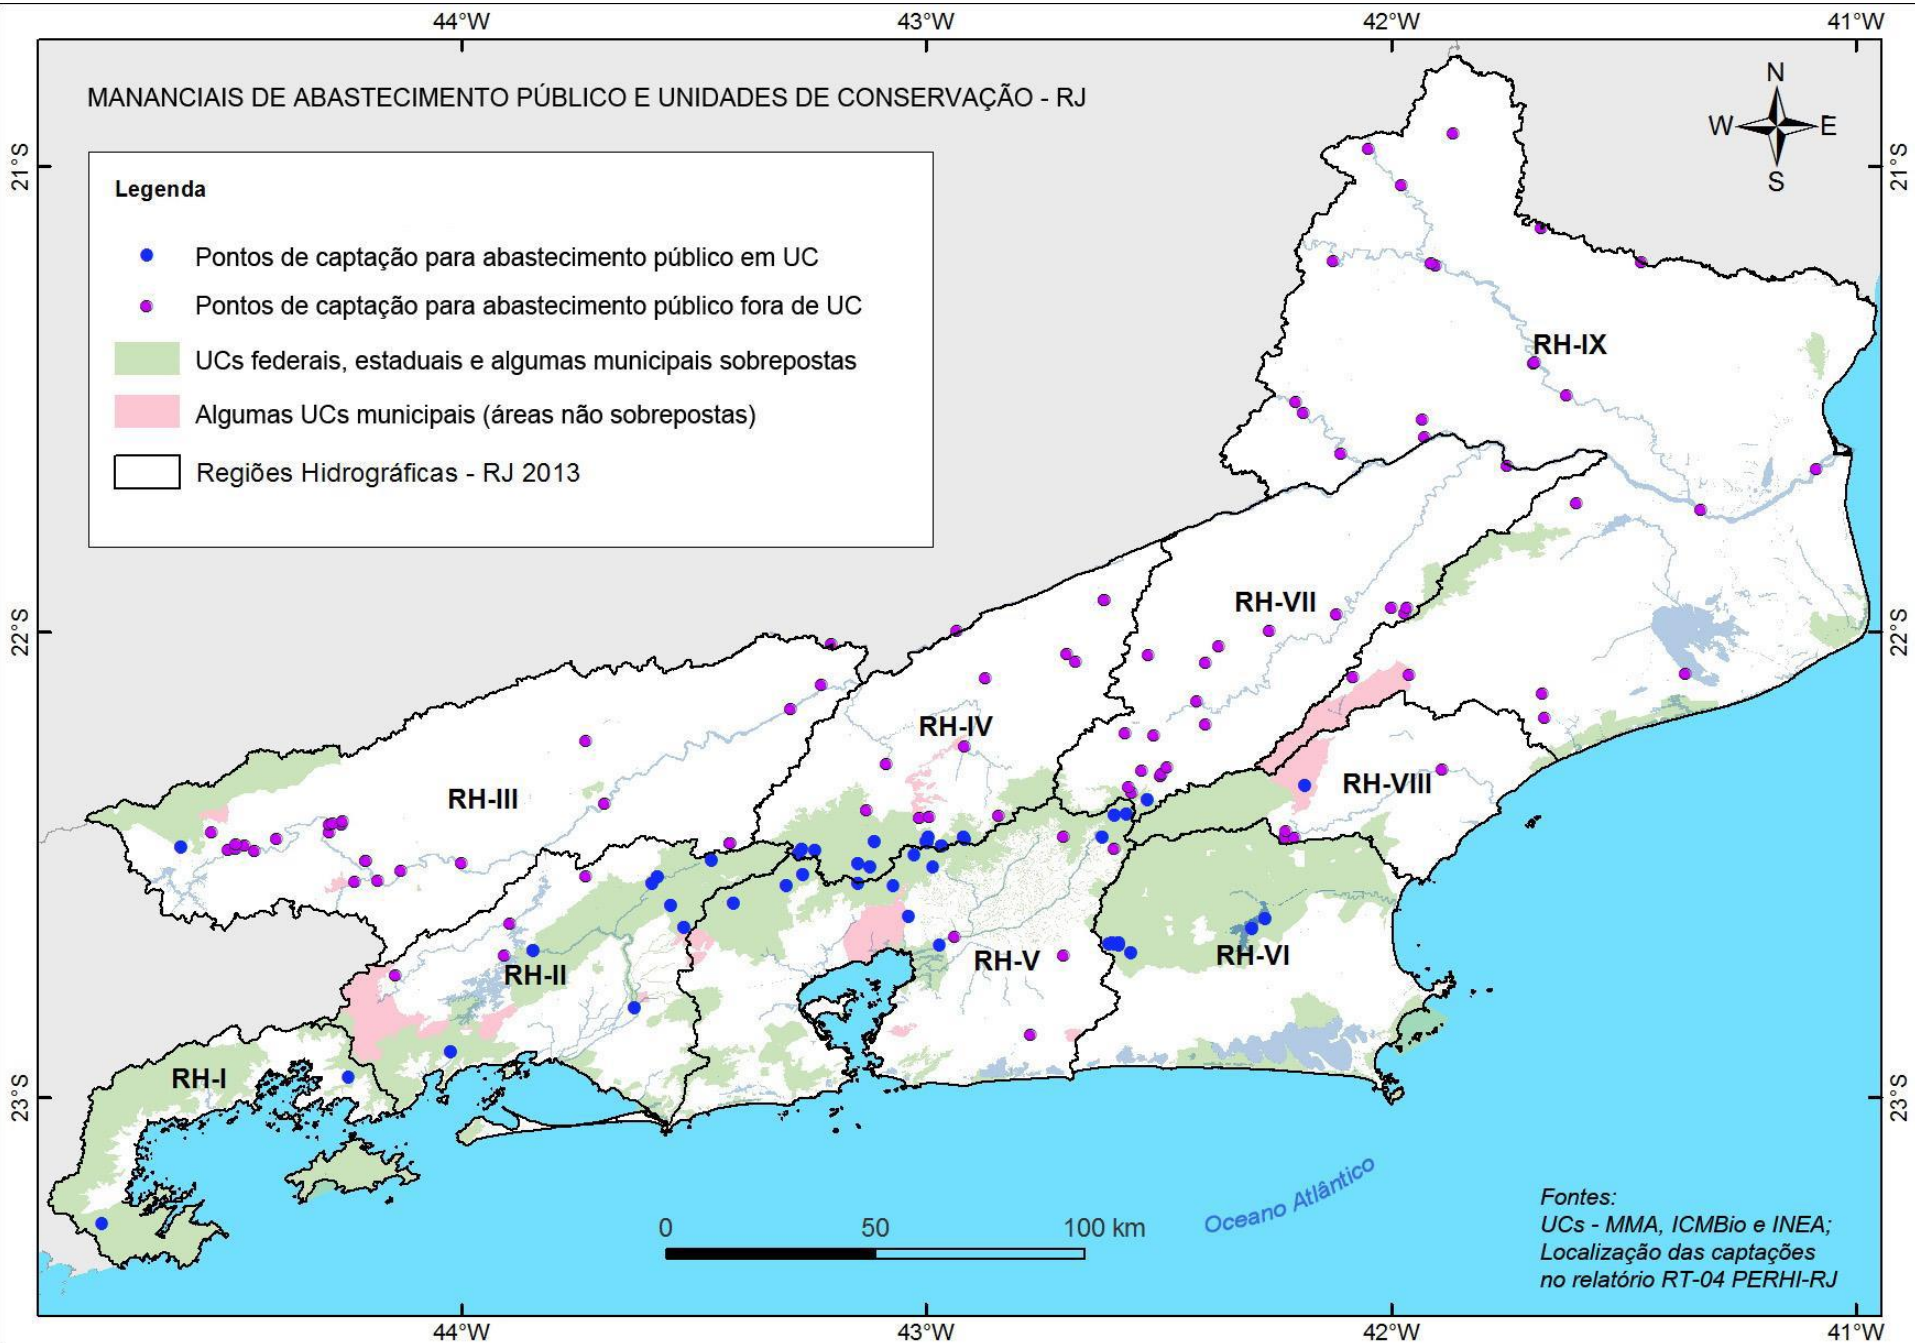 44°W 43°W 42°W 41°W
MANANCIAIS DE ABASTECIMENTO PÚBLICO E UNIDADES DE CONSERVAÇÃO - RJ
N
W E
S
21°S 21°S
Legenda
Pontos de captação para abastecimento público em UC
Pontos de captação para abastecimento público fora de UC
UCs federais, estaduais e algumas municipais sobrepostas
Algumas UCs municipais (áreas não sobrepostas)
Regiões Hidrográficas - RJ 2013
RH-IX
RH-VII
22°S 22°S
RH-IV
RH-III
RH-VIII
RH-II
RH-V
RH-VI
RH-I
23°S 23°S
Oceano Atlântico
0 50 100 km
Fontes:
UCs - MMA, ICMBio e INEA;
Localização das captações
no relatório RT-04 PERHI-RJ
44°W 43°W 42°W 41°W